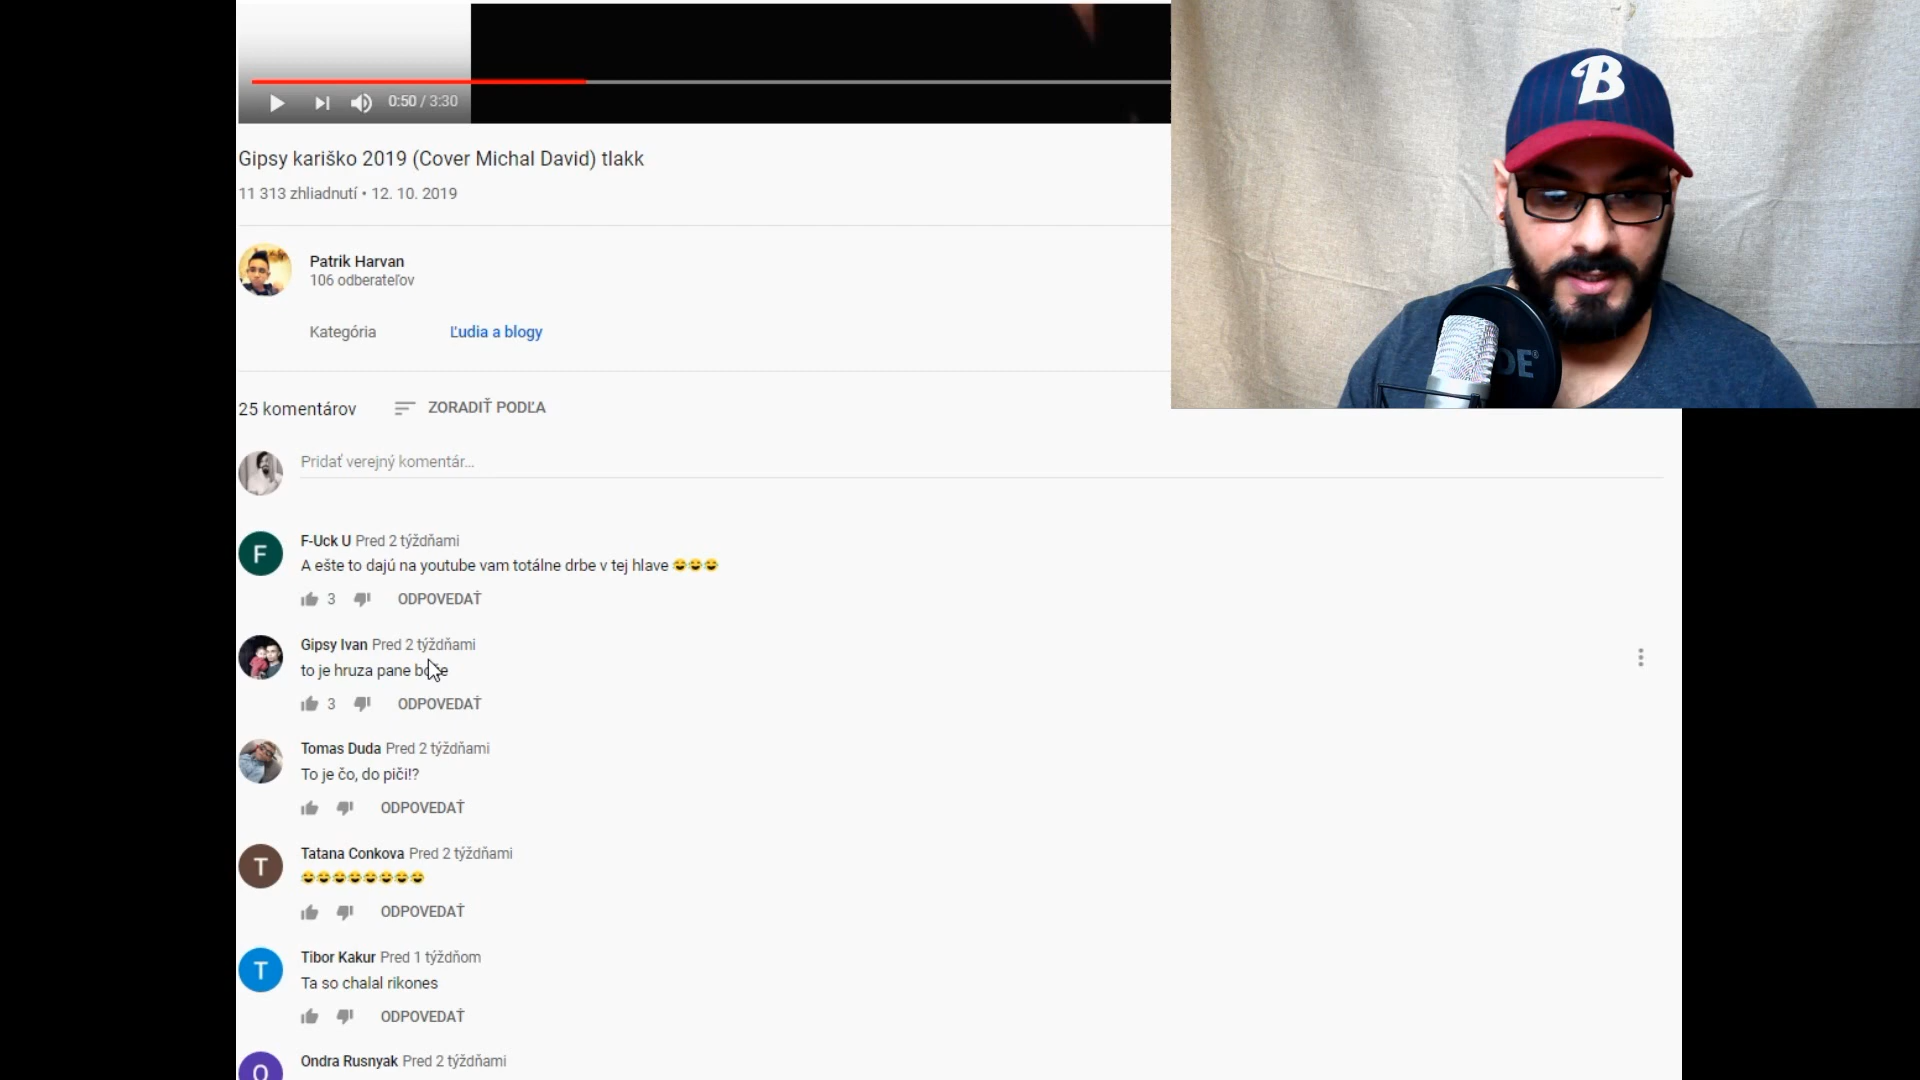 0:50 / 3:30
Gipsy kariško 2019 (Cover Michal David) tlakk
11 313 zhliadnutí • 12. 10. 2019
Patrik Harvan
106 odberateľov
Kategória Ľudia a blogy
25 komentárov ZORADIŤ PODĽA
Pridať verejný komentár...
F
F-Uck U Pred 2 týždňami
A ešte to dajú na youtube vam totálne drbe v tej hlave 😂😂😂
3 ODPOVEDAŤ
Gipsy Ivan Pred 2 týždňami
to je hruza pane
3 ODPOVEDAŤ
Tomas Duda Pred 2 týždňami
To je čo, do piči!?
ODPOVEDAŤ
T
Tatana Conkova Pred 2 týždňami
😂😂😂😂😂😂😂😂
ODPOVEDAŤ
T
Tibor Kakur Pred 1 týždňom
Ta so chalal rikones
ODPOVEDAŤ
O
Ondra Rusnyak Pred 2 týždňami
B